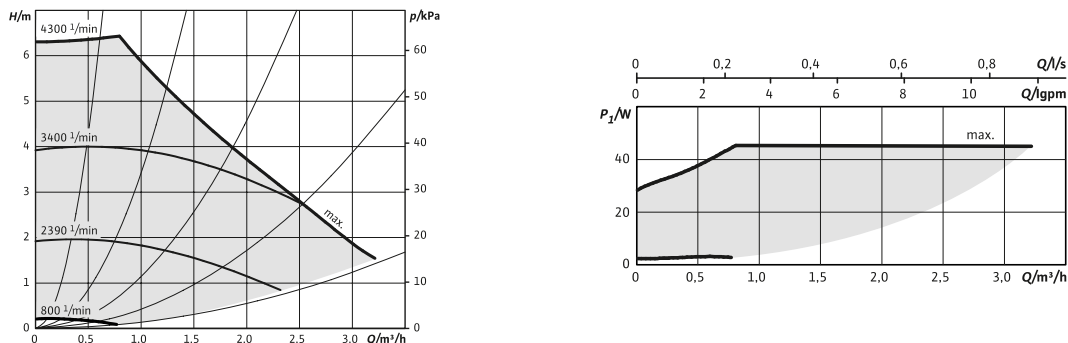 H/m
p/kPa
4300 1/min
6
60
5
50
3400 1/min
4
40
3
30
max.
2390 1/min
2
20
1
10
800 1/min
0
0
0 0.5 1.0 1.5 2.0 2.5 3.0 Q/m³/h
0 0,2 0,4 0,6 0,8 Q/l/s
0 2 4 6 8 10 Q/Igpm
P1/W
max.
40
20
0
0 0,5 1,0 1,5 2,0 2,5 3,0 Q/m³/h